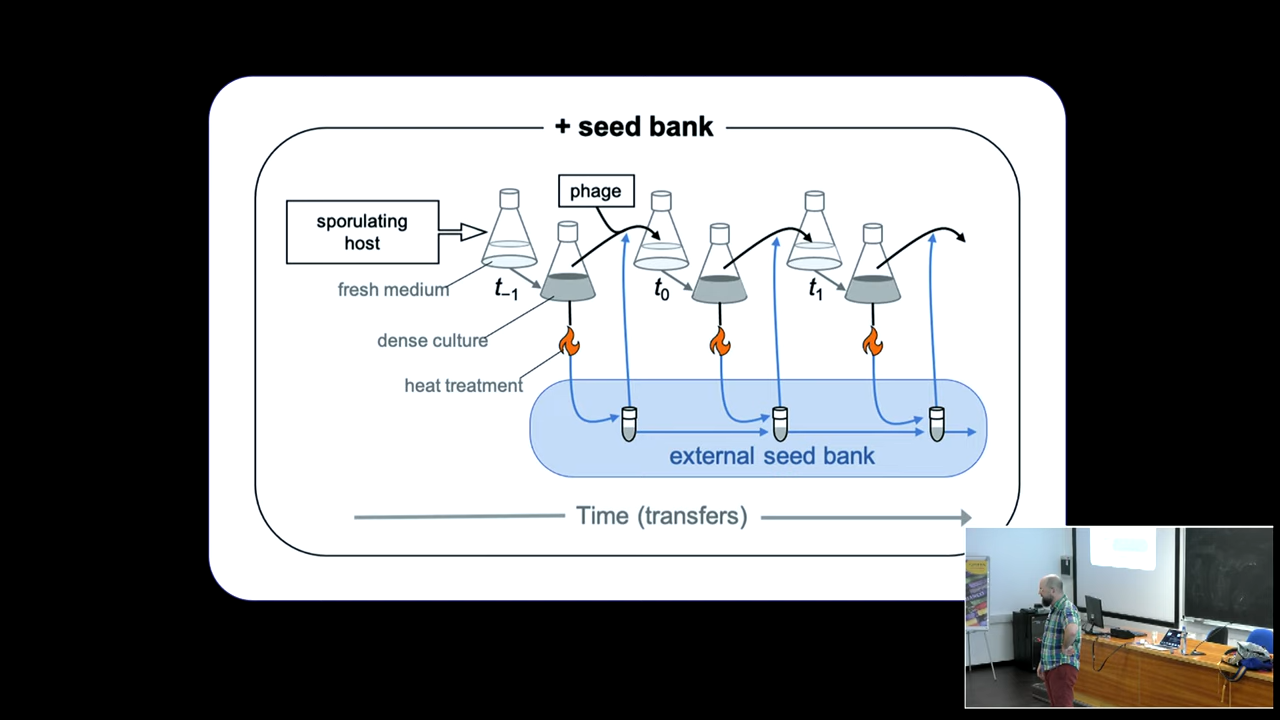 + seed bank
phage
sporulating
host
fresh medium
t–1
t0
t1
dense culture
heat treatment
external seed bank
Time (transfers)